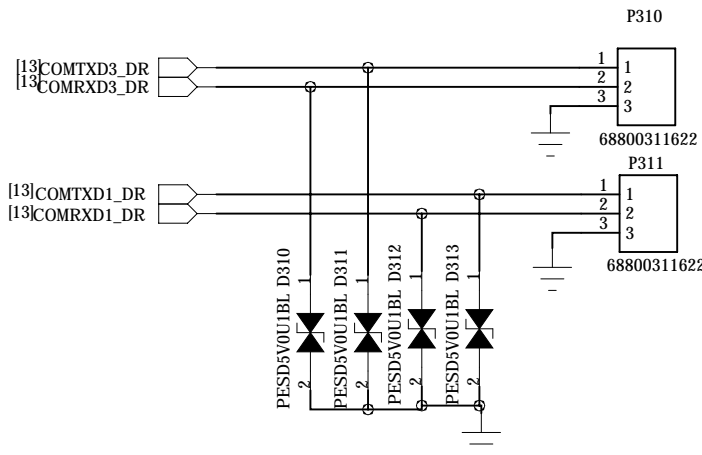 P310
[13]COMTXD3_DR
[13]COMRXD3_DR
1 1
2 2
3 3
68800311622
P311
[13]COMTXD1_DR
[13]COMRXD1_DR
1 1
2 2
3 3
68800311622
PESD5V0U1BL D310
1
2
PESD5V0U1BL D311
1
2
PESD5V0U1BL D312
1
2
PESD5V0U1BL D313
1
2